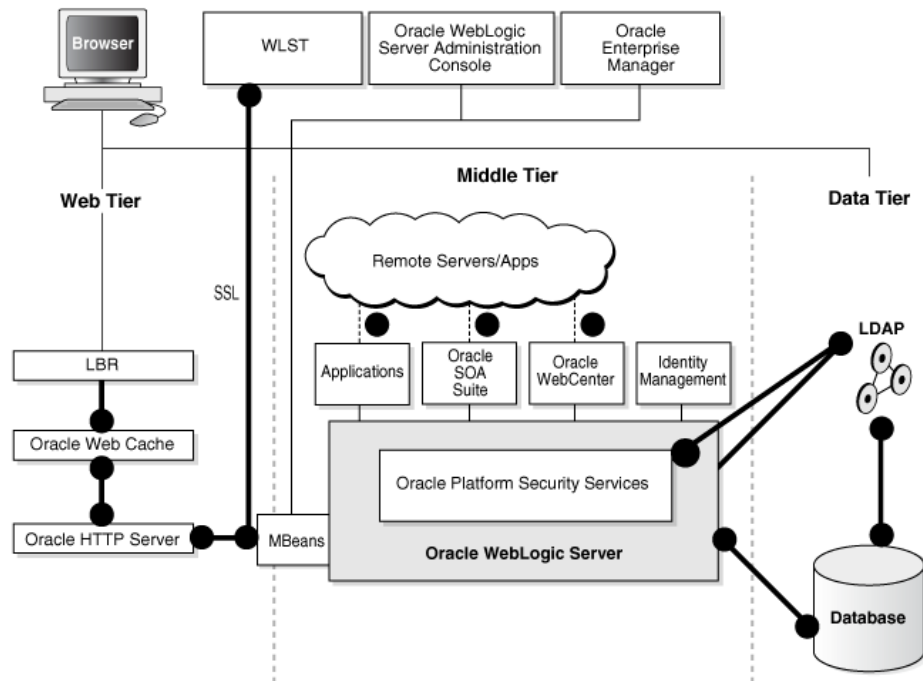 Browser
WLST
Oracle WebLogic
Server Administration
Console
Oracle
Enterprise
Manager
Web Tier
Middle Tier
Data Tier
Remote Servers/Apps
SSL
LBR
Oracle Web Cache
Oracle HTTP Server
Applications
Oracle
SOA
Suite
Oracle
WebCenter
Identity
Management
LDAP
Oracle Platform Security Services
MBeans
Oracle WebLogic Server
Database